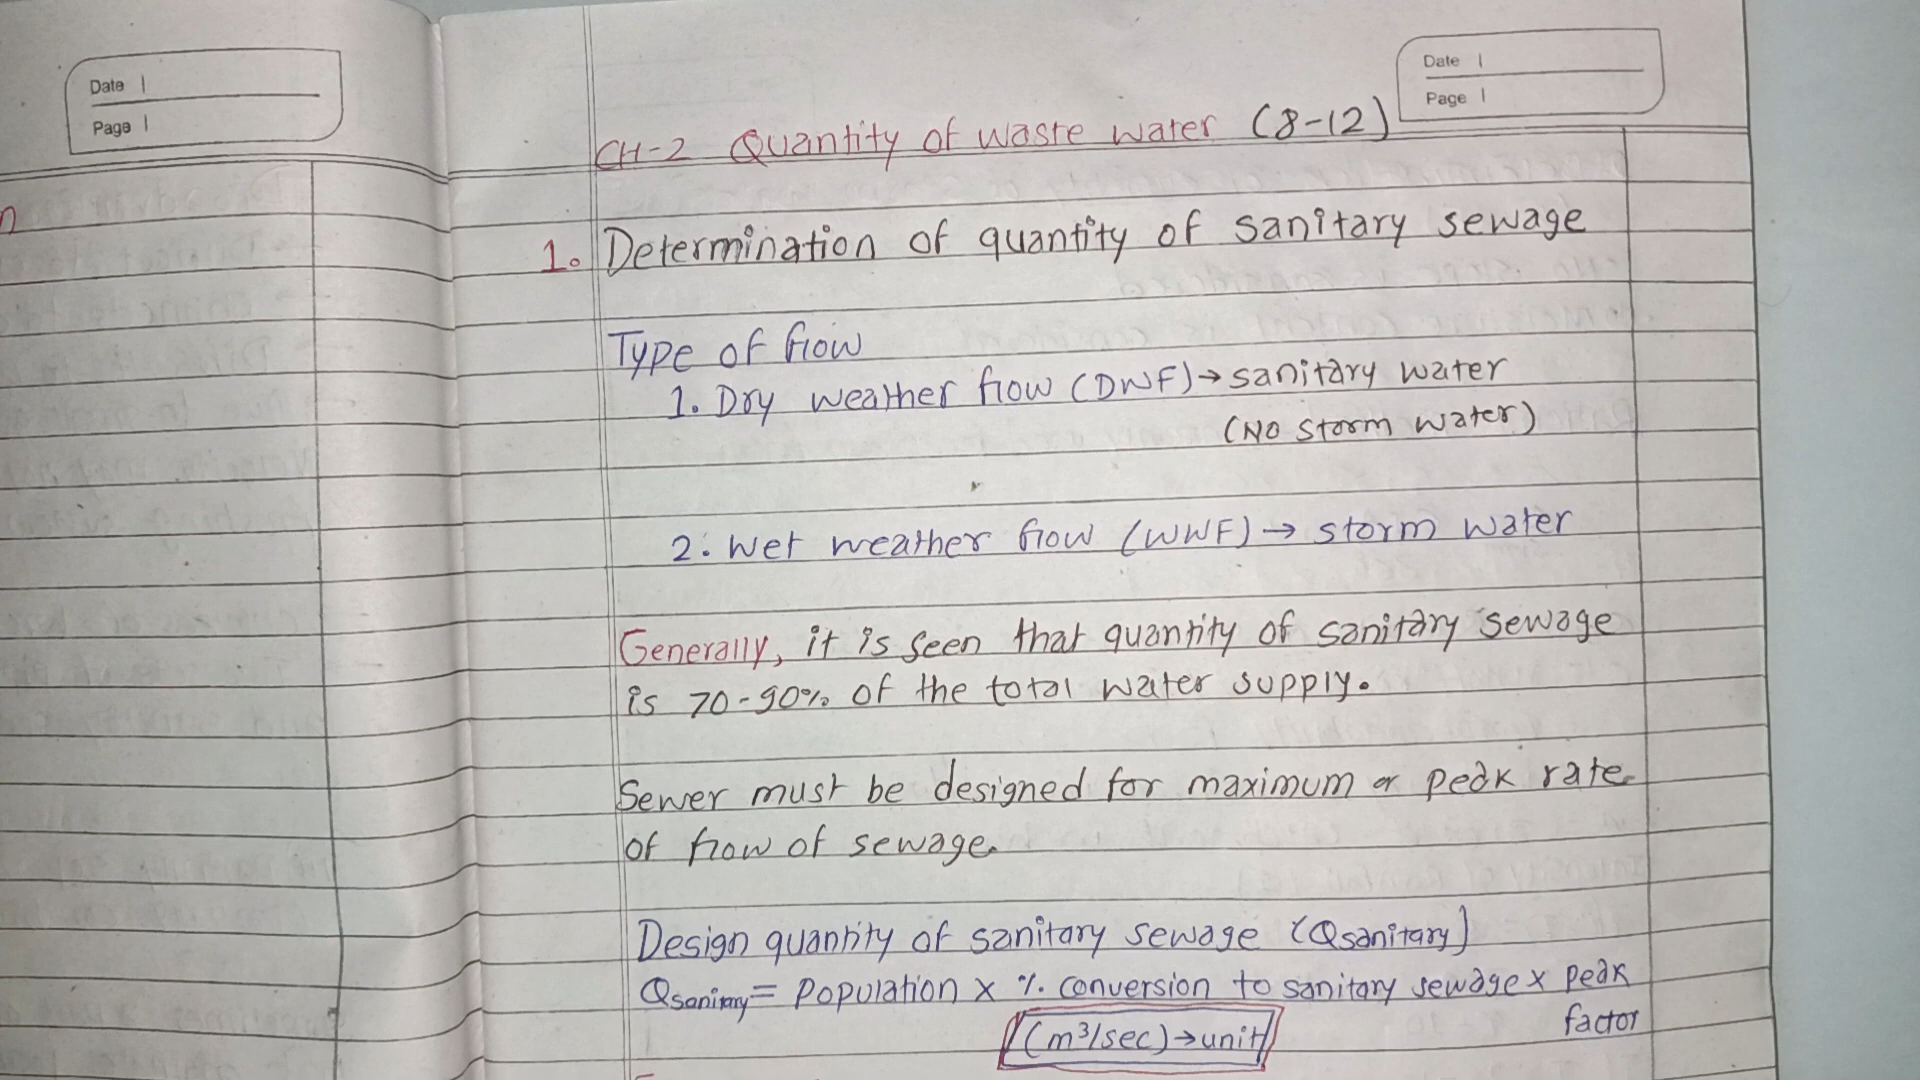 Date
Page
Date
Page
CH-2 Quantity of waste water (8-12)
1. Determination of quantity of sanitary sewage
Type of flow
1. Dry weather flow (DWF) → sanitary water
(No storm water)
2. Wet weather flow (WWF) → storm water
Generally, it is seen that quantity of sanitary sewage
is 70-90% of the total water supply.
Sewer must be designed for maximum or peak rate
of flow of sewage.
Design quantity of sanitary sewage (Qsanitary)
Qsanitary = Population x % conversion to sanitary sewage x peak
factor
(m³/sec) → unit